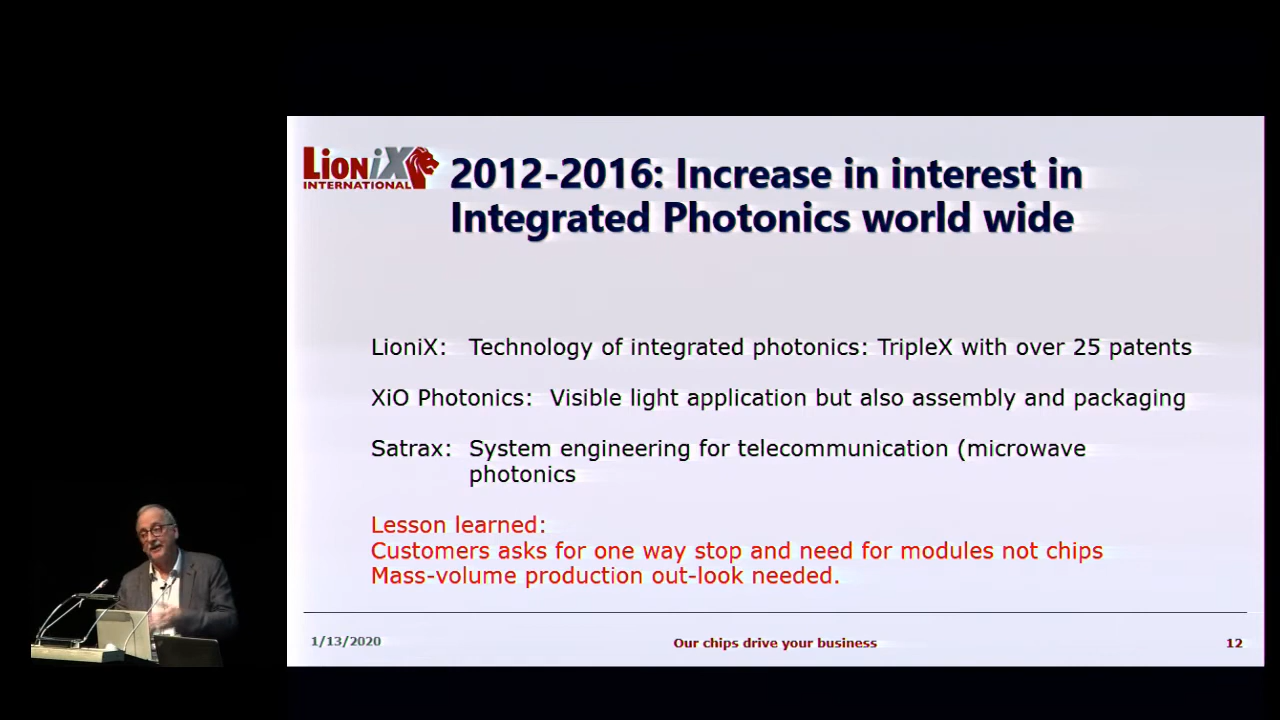 LioniX
INTERNATIONAL
2012-2016: Increase in interest in
Integrated Photonics world wide
LioniX: Technology of integrated photonics: TripleX with over 25 patents
XiO Photonics: Visible light application but also assembly and packaging
Satrax: System engineering for telecommunication (microwave
photonics
Lesson learned:
Customers asks for one way stop and need for modules not chips
Mass-volume production out-look needed.
1/13/2020
Our chips drive your business
12